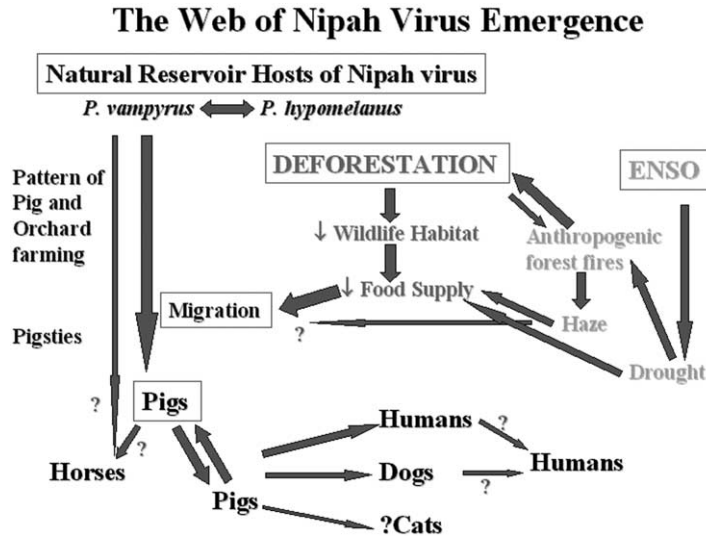 The Web of Nipah Virus Emergence
Natural Reservoir Hosts of Nipah virus
P. vampyrus
P. hypomelanus
Pattern of
Pig and
Orchard
farming
DEFORESTATION
ENSO
↓ Wildlife Habitat
Anthropogenic
forest fires
↓ Food Supply
Migration
?
Haze
Pigsties
Drought
?
Pigs
?
Horses
Humans
?
Humans
Dogs
?
Pigs
?Cats